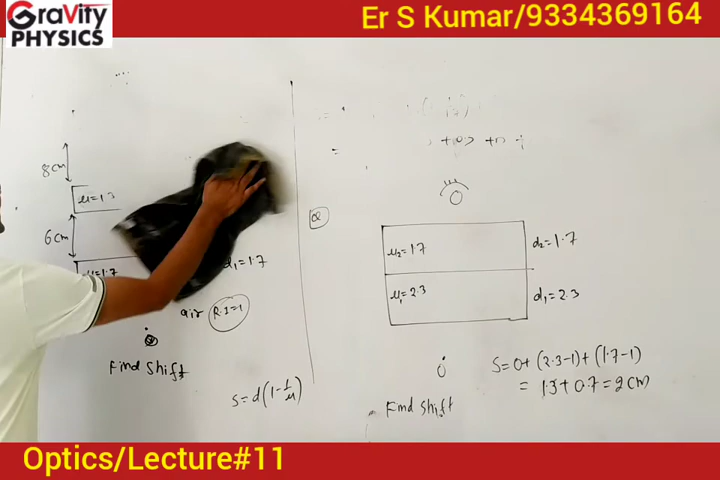 GraVity
PHYSICS
Er S Kumar/9334369164
8cm
μ=1.3
6cm
μ=1.7
d₁=1.7
air R.I=1
Find Shift
S=d(1-1/μ)
Q
μ₂=1.7
d₂=1.7
μ₁=2.3
d₁=2.3
O
Find Shift
S=0+(2.3-1)+(1.7-1)
= 1.3+0.7=2cm
Optics/Lecture#11